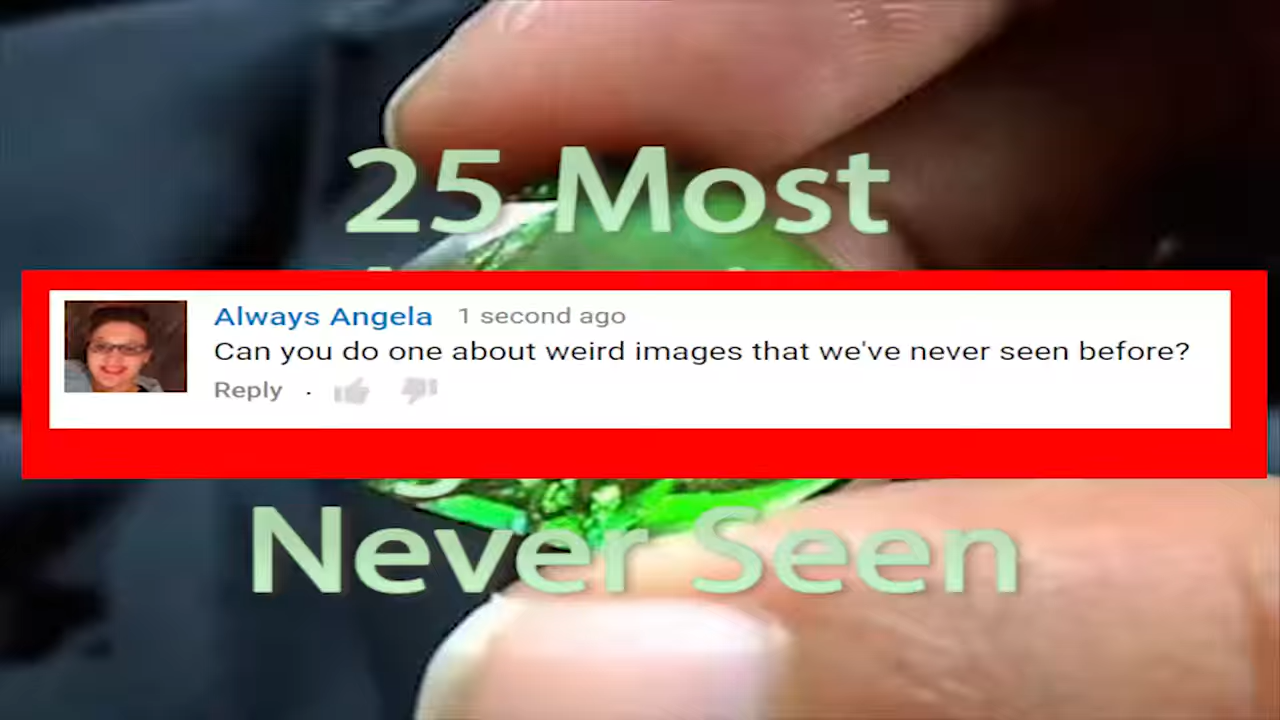 25 Most
Always Angela 1 second ago
Can you do one about weird images that we've never seen before?
Reply .
Never Seen